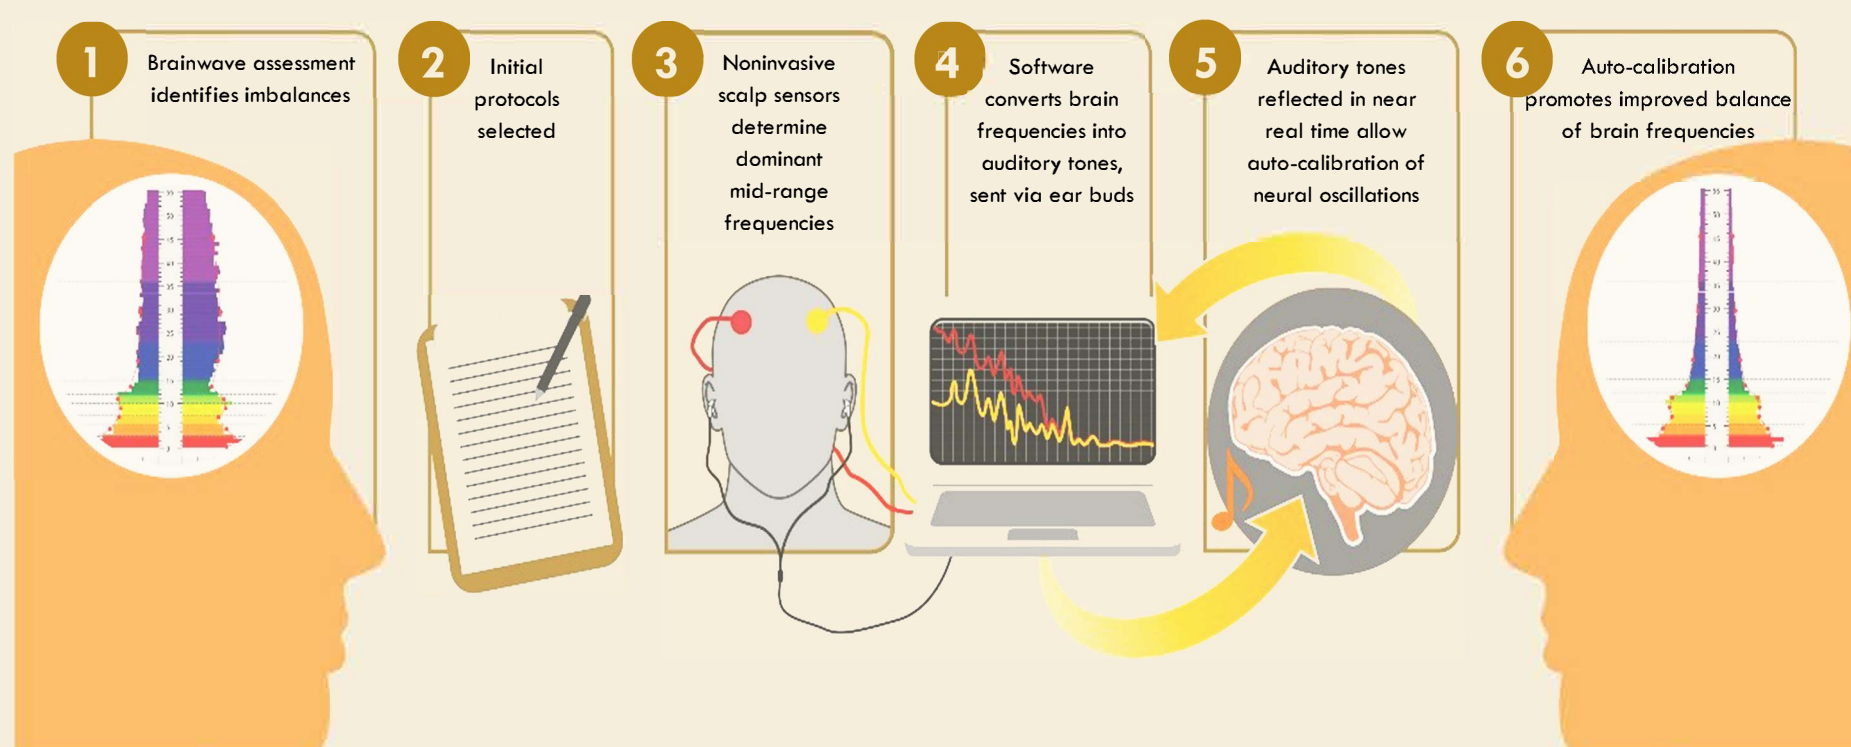 1
Brainwave assessment
identifies imbalances
2
Initial
protocols
selected
3
Noninvasive
scalp sensors
determine
dominant
mid-range
frequencies
4
Software
converts brain
frequencies into
auditory tones,
sent via ear buds
5
Auditory tones
reflected in near
real time allow
auto-calibration of
neural oscillations
6
Auto-calibration
promotes improved balance
of brain frequencies